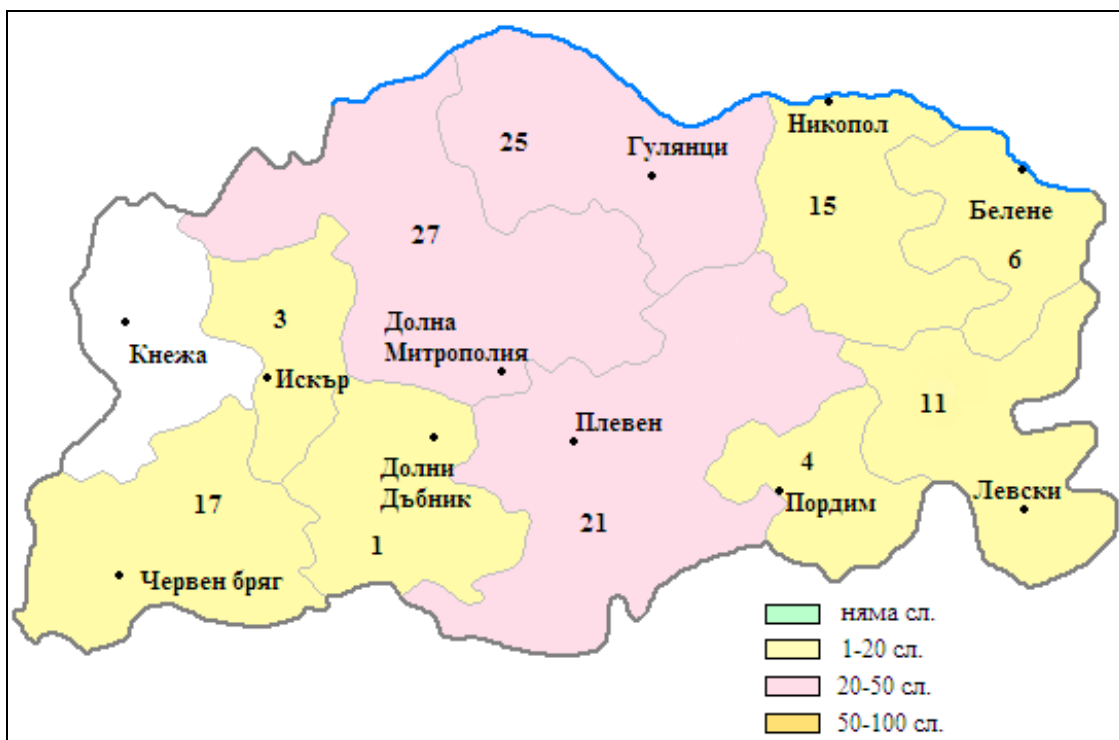 Никопол
25
Гулянци
15
Белене
27
6
3
Долна
Митрополия
Кнежа
Искър
11
Плевен
4
Долни
Дъбник
Пордим
Левски
17
21
1
Червен бряг
няма сл.
1-20 сл.
20-50 сл.
50-100 сл.